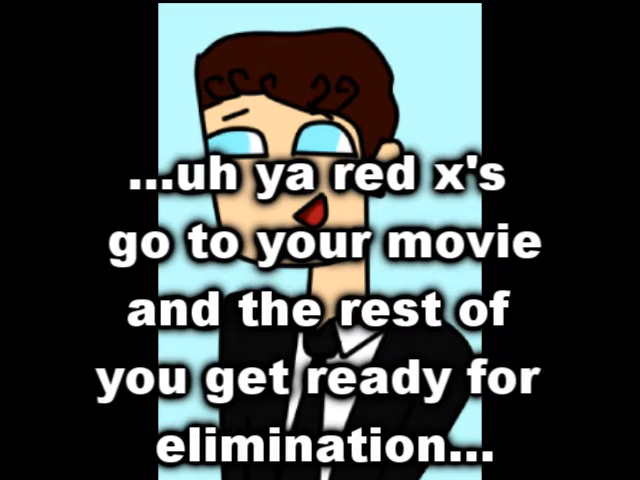 ...uh ya red x's
go to your movie
and the rest of
you get ready for
elimination...